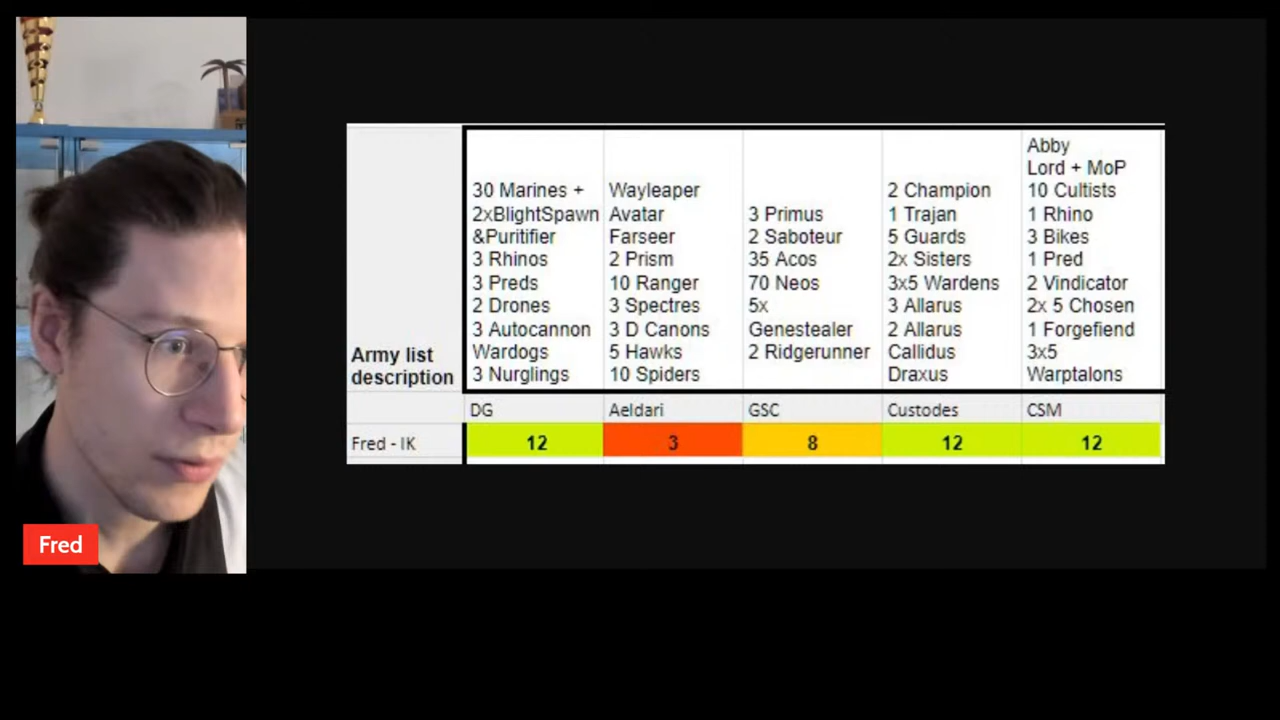 Army list
description
30 Marines +
2xBlightSpawn
&Puritifier
3 Rhinos
3 Preds
2 Drones
3 Autocannon
Wardogs
3 Nurglings
Wayleaper
Avatar
Farseer
2 Prism
10 Ranger
3 Spectres
3 D Canons
5 Hawks
10 Spiders
3 Primus
2 Saboteur
35 Acos
70 Neos
5x
Genestealer
2 Ridgerunner
2 Champion
1 Trajan
5 Guards
2x Sisters
3x5 Wardens
3 Allarus
2 Allarus
Callidus
Draxus
Abby
Lord + MoP
10 Cultists
1 Rhino
3 Bikes
1 Pred
2 Vindicator
2x 5 Chosen
1 Forgefiend
3x5
Warptalons
DG Aeldari GSC Custodes CSM
Fred - IK 12 3 8 12 12
Fred